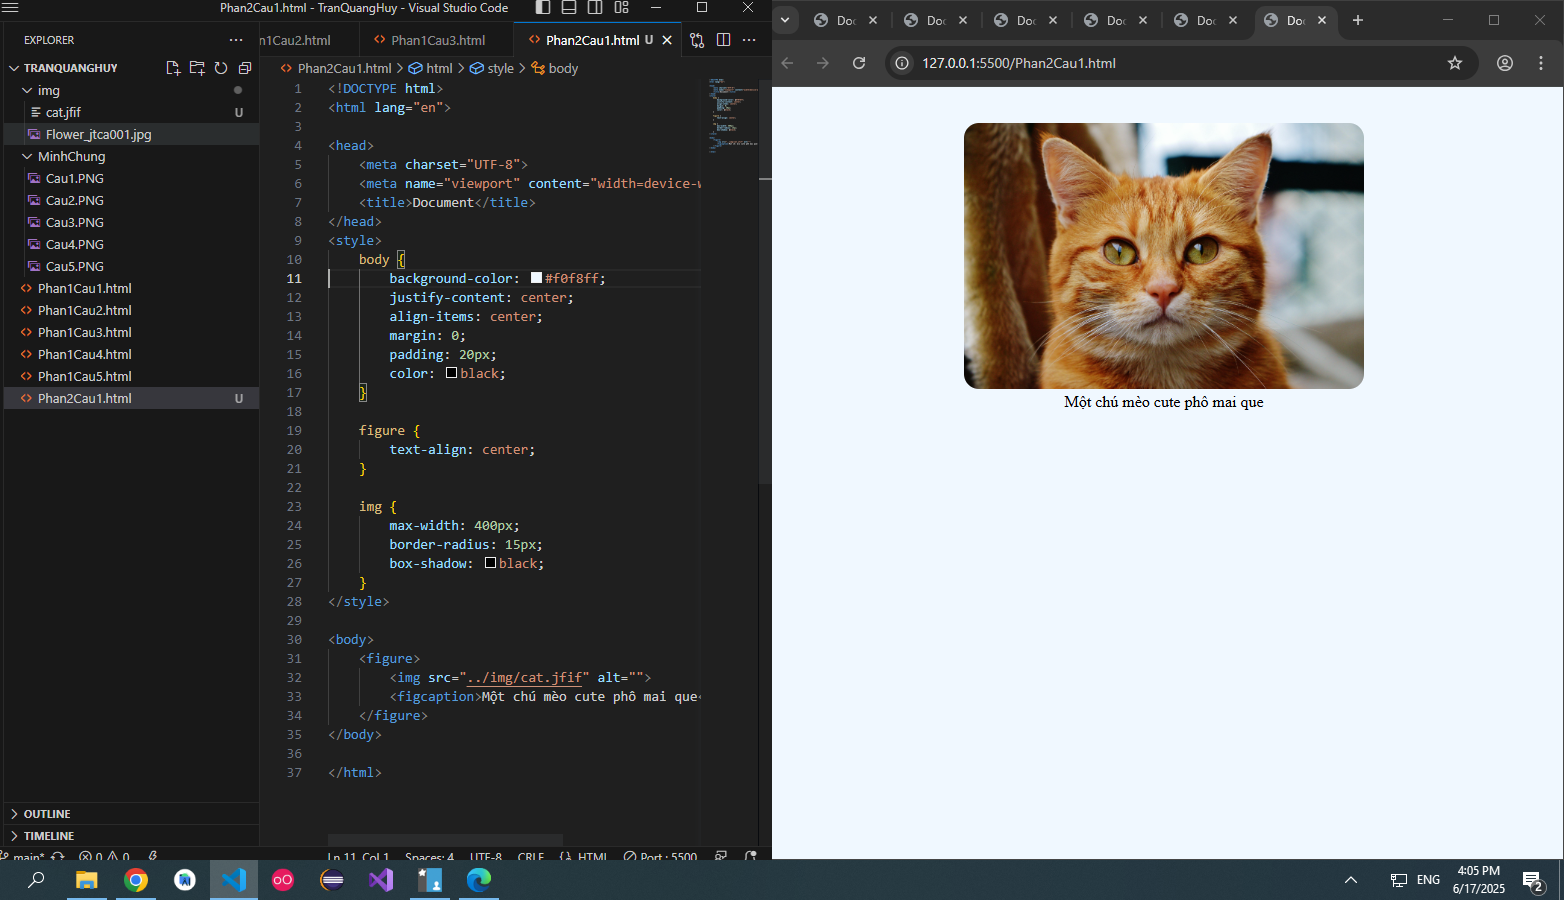 Phan2Cau1.html - TranQuangHuy - Visual Studio Code
EXPLORER
n1Cau2.html
Phan1Cau3.html
Phan2Cau1.html U
TRANQUANGHUY
img
cat.jfif U
Flower_jtca001.jpg
MinhChung
Cau1.PNG
Cau2.PNG
Cau3.PNG
Cau4.PNG
Cau5.PNG
Phan1Cau1.html
Phan1Cau2.html
Phan1Cau3.html
Phan1Cau4.html
Phan1Cau5.html
Phan2Cau1.html U
OUTLINE
TIMELINE
Phan2Cau1.html > html > style > body
1 <!DOCTYPE html>
2 <html lang="en">
3
4 <head>
5 <meta charset="UTF-8">
6 <meta name="viewport" content="width=device-w
7 <title>Document</title>
8 </head>
9 <style>
10 body {
11 background-color: #f0f8ff;
12 justify-content: center;
13 align-items: center;
14 margin: 0;
15 padding: 20px;
16 color: black;
17 }
18
19 figure {
20 text-align: center;
21 }
22
23 img {
24 max-width: 400px;
25 border-radius: 15px;
26 box-shadow: black;
27 }
28 </style>
29
30 <body>
31 <figure>
32 <img src="../img/cat.jfif" alt="">
33 <figcaption>Một chú mèo cute phô mai que<
34 </figure>
35 </body>
36
37 </html>
main* 0 0 Ln 11, Col 1 Spaces: 4 UTF-8 CRLF {} HTML Port : 5500
Doc Doc Doc Doc Doc Doc
127.0.0.1:5500/Phan2Cau1.html
Một chú mèo cute phô mai que
ENG
4:05 PM
6/17/2025
2